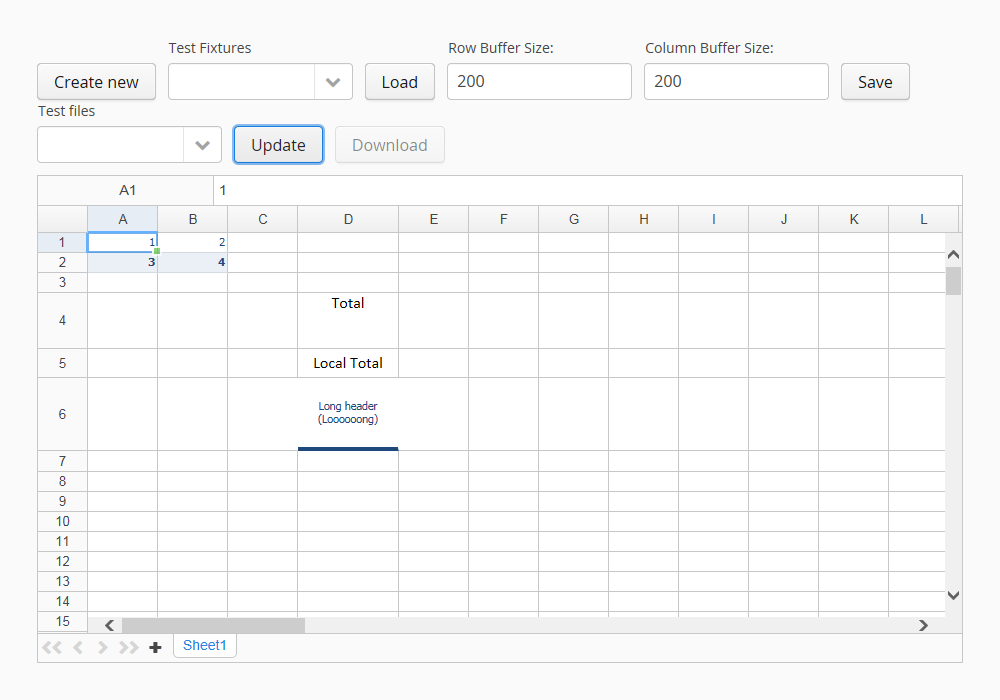 Test Fixtures Row Buffer Size: Column Buffer Size:
Create new Load 200 200 Save
Test files
Update Download
A1 1
A B C D E F G H I J K L
1 1 2
2 3 4
3
4 Total
5 Local Total
6 Long header
(Loooooong)
7
8
9
10
11
12
13
14
15
Sheet1